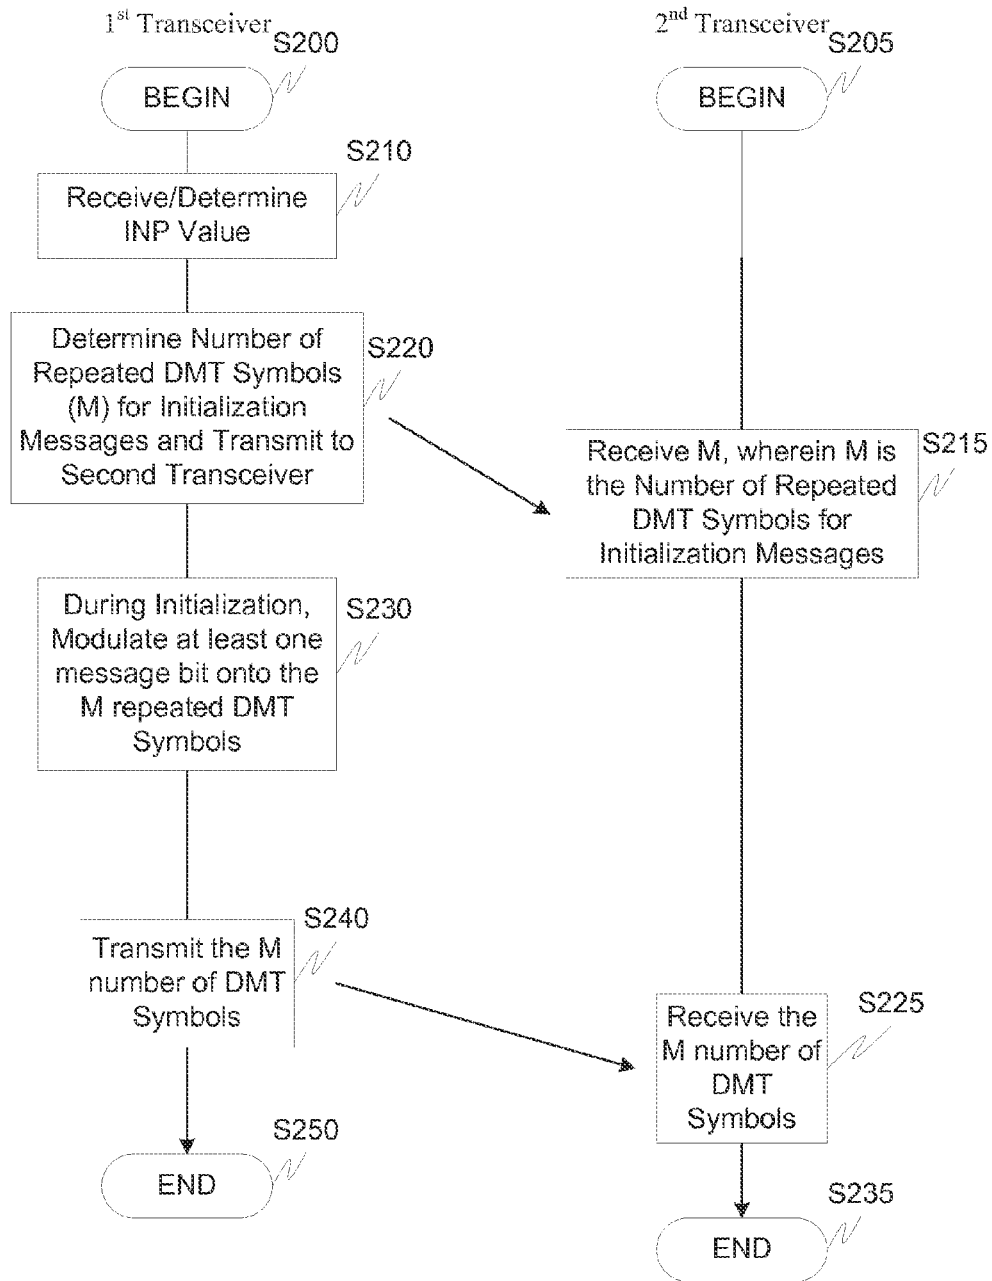 1st Transceiver
S200
BEGIN
S210
Receive/Determine
INP Value
Determine Number of
Repeated DMT Symbols
(M) for Initialization
Messages and Transmit to
Second Transceiver
S220
During Initialization,
Modulate at least one
message bit onto the
M repeated DMT
Symbols
S230
Transmit the M
number of DMT
Symbols
S240
S250
END
2nd Transceiver
S205
BEGIN
Receive M, wherein M is
the Number of Repeated
DMT Symbols for
Initialization Messages
S215
Receive the
M number of
DMT
Symbols
S225
S235
END